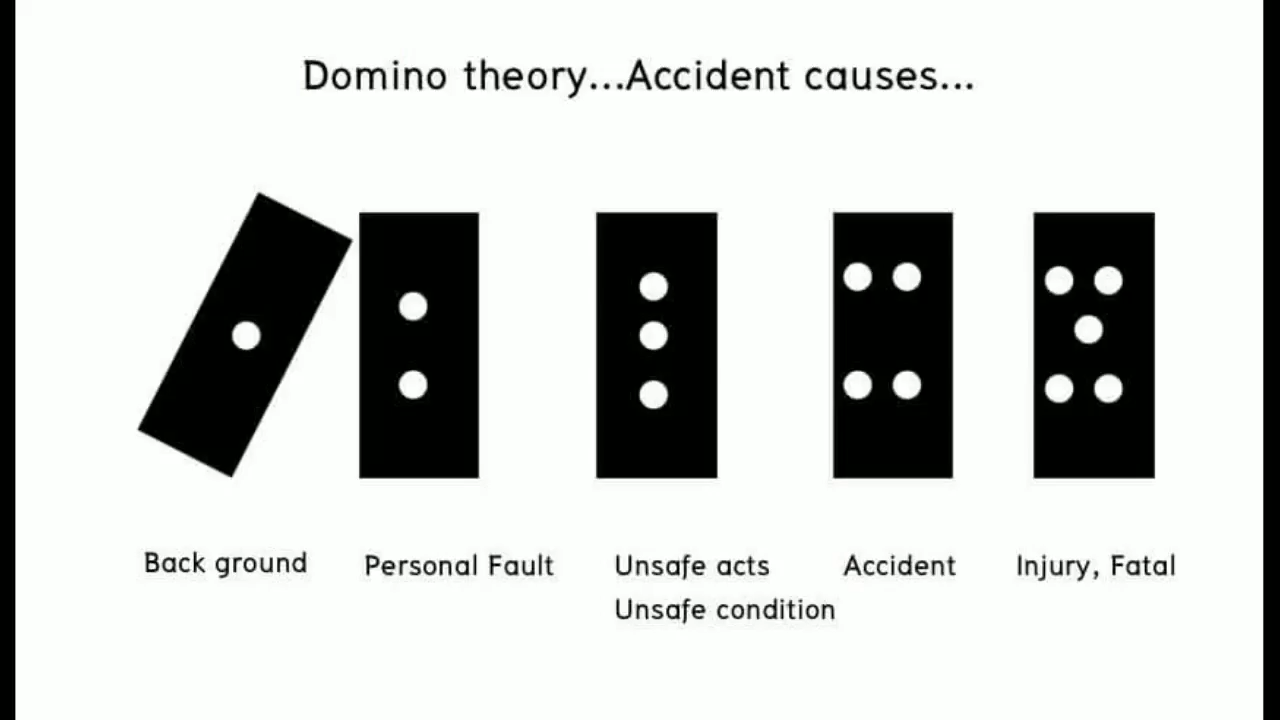 Domino theory...Accident causes...
Back ground
Personal Fault
Unsafe acts
Unsafe condition
Accident
Injury, Fatal